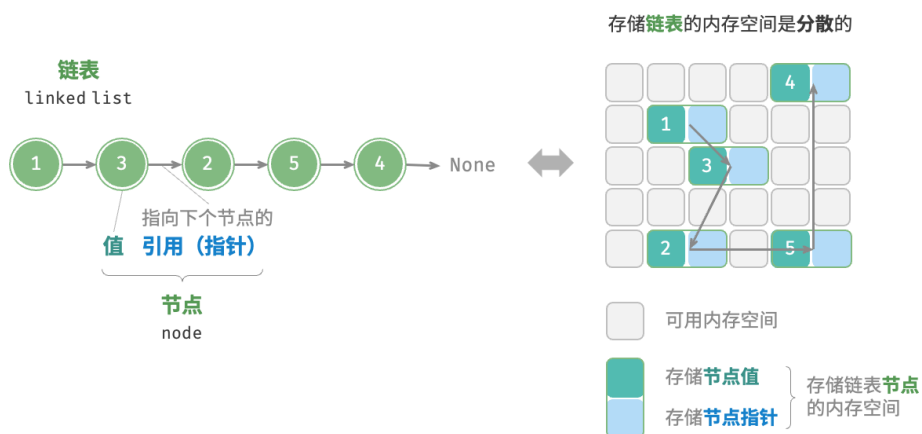 存储链表的内存空间是分散的
链表
linked list
1 3 2 5 4 None
指向下个节点的
值 引用（指针）
节点
node
4
1
3
2 5
可用内存空间
存储节点值
存储节点指针
存储链表节点
的内存空间